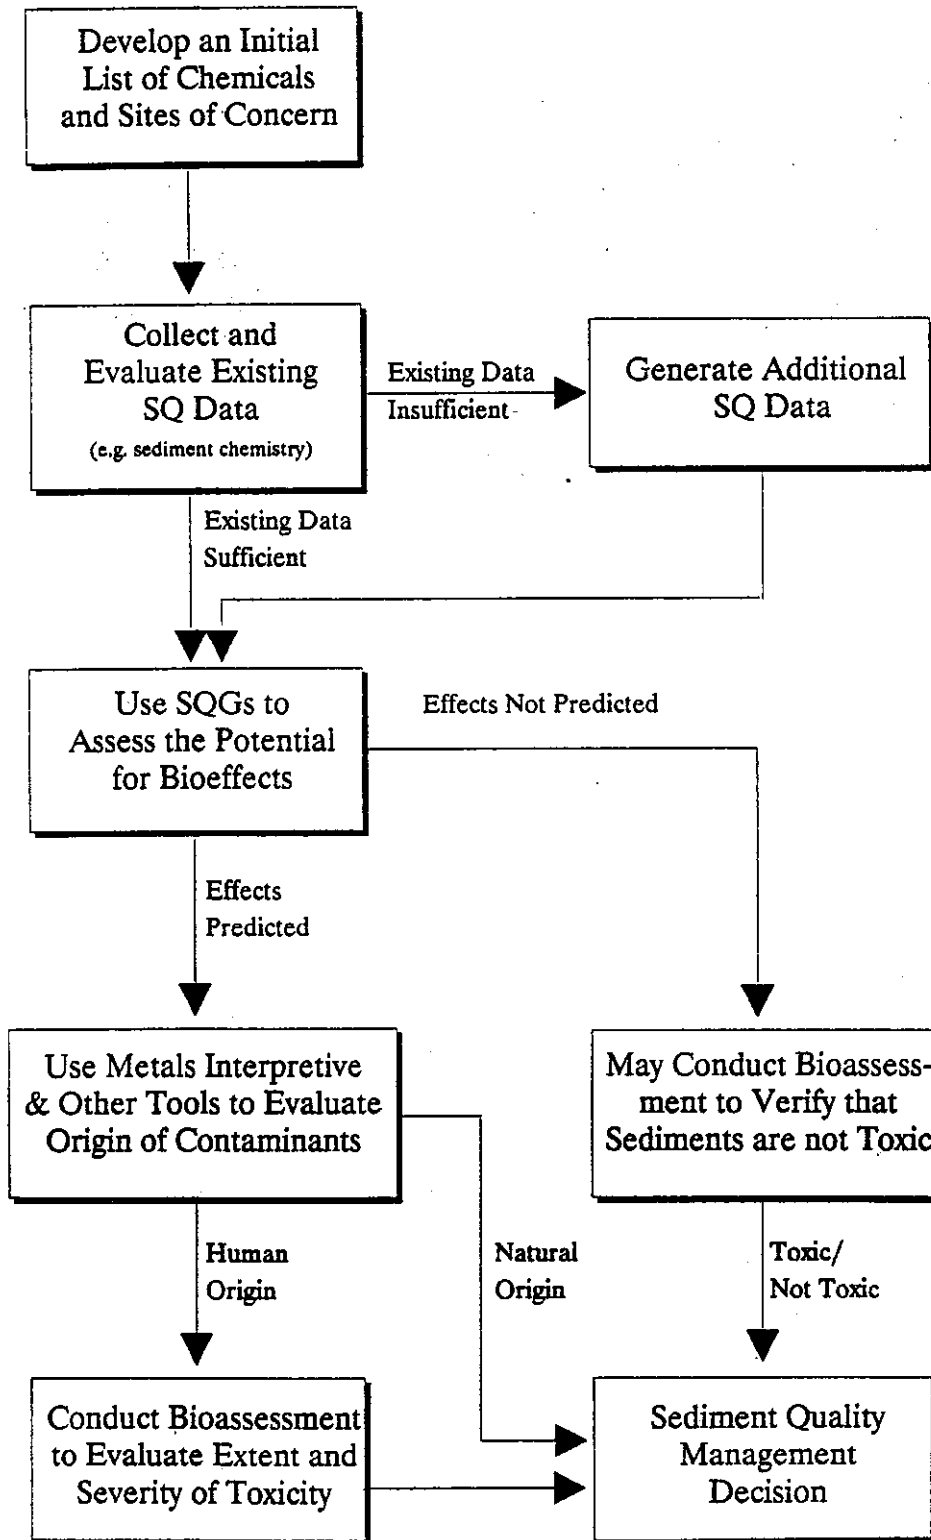 Develop an Initial
List of Chemicals
and Sites of Concern
Collect and
Evaluate Existing
SQ Data
(e.g. sediment chemistry)
Existing Data
Insufficient
Generate Additional
SQ Data
Existing Data
Sufficient
Use SQGs to
Assess the Potential
for Bioeffects
Effects Not Predicted
Effects
Predicted
Use Metals Interpretive
& Other Tools to Evaluate
Origin of Contaminants
May Conduct Bioassess-
ment to Verify that
Sediments are not Toxic
Human
Origin
Natural
Origin
Toxic/
Not Toxic
Conduct Bioassessment
to Evaluate Extent and
Severity of Toxicity
Sediment Quality
Management
Decision